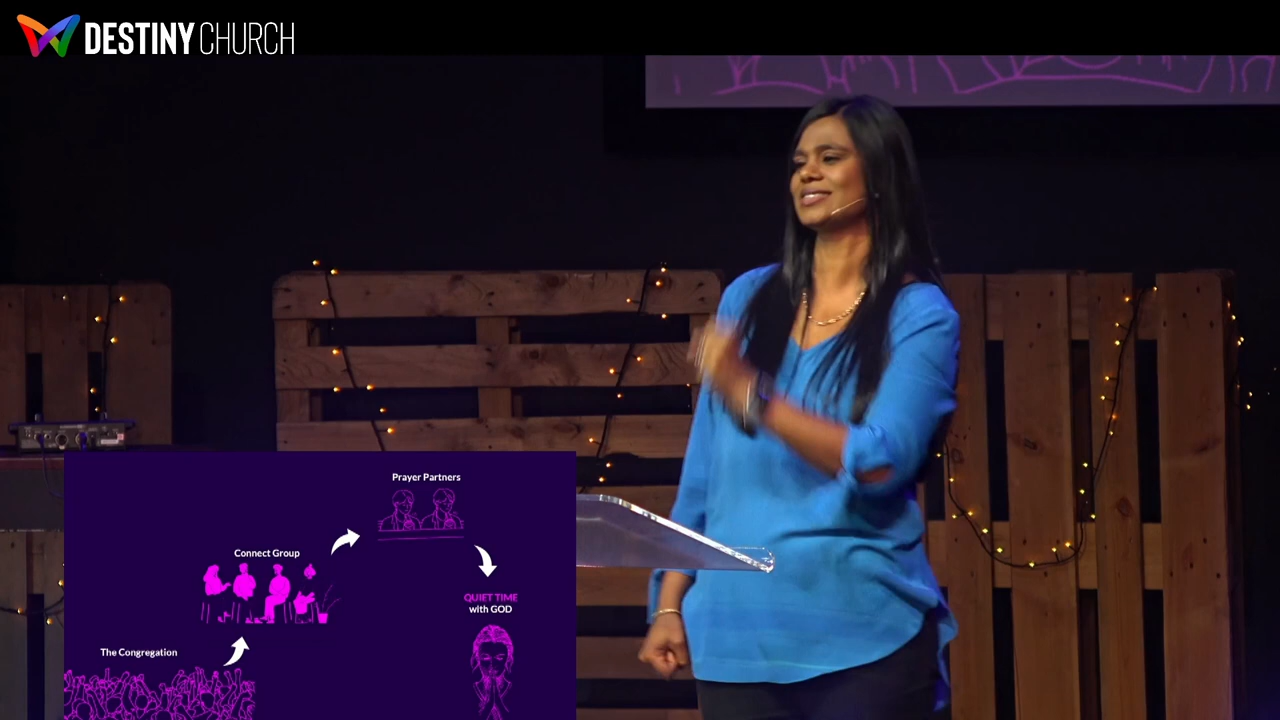 DESTINY CHURCH
Prayer Partners
Connect Group
QUIET TIME
with GOD
The Congregation